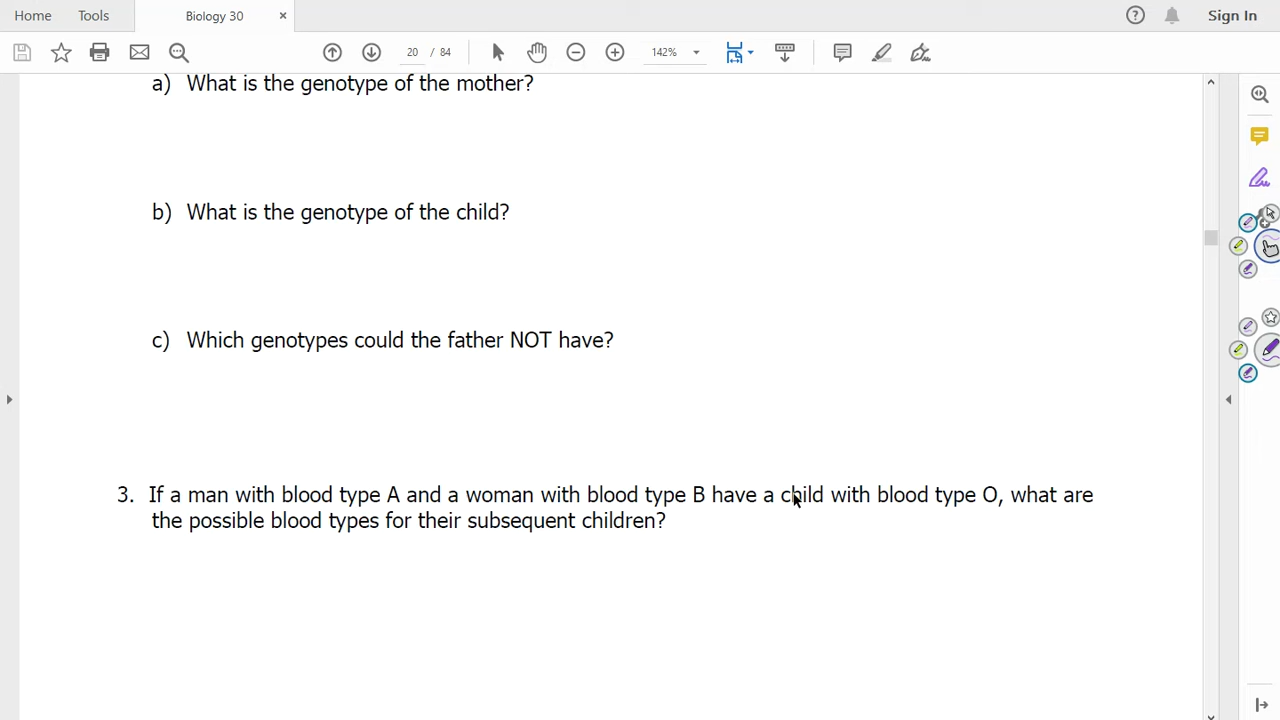 Home Tools Biology 30 × Sign In
20 / 84 142%
a) What is the genotype of the mother?
b) What is the genotype of the child?
c) Which genotypes could the father NOT have?
3. If a man with blood type A and a woman with blood type B have a child with blood type O, what are
the possible blood types for their subsequent children?